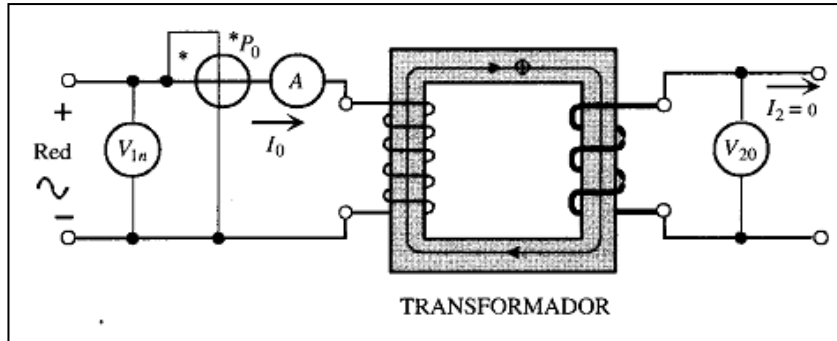 *
*P0
A
+
Red
−
V1n
I0
Φ
V20
I2 = 0
TRANSFORMADOR